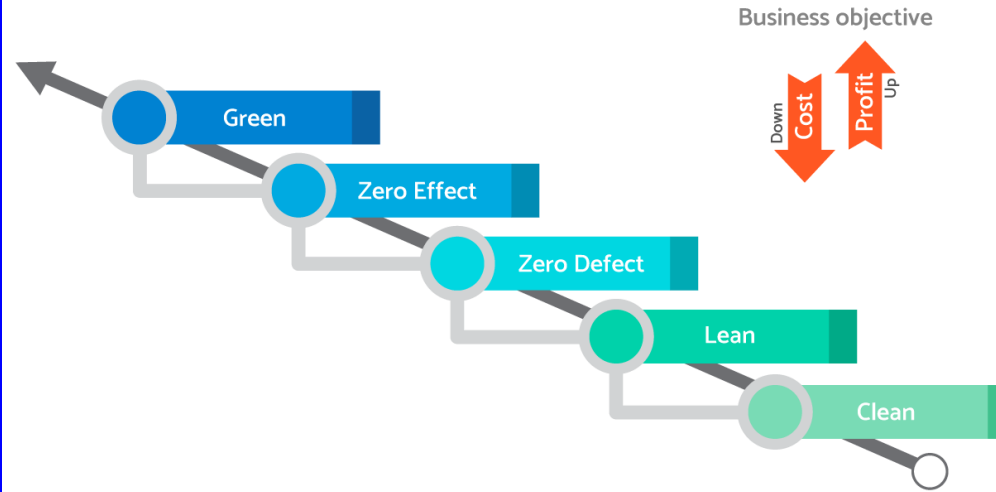 Business objective
Down
Cost
Profit
Up
Green
Zero Effect
Zero Defect
Lean
Clean